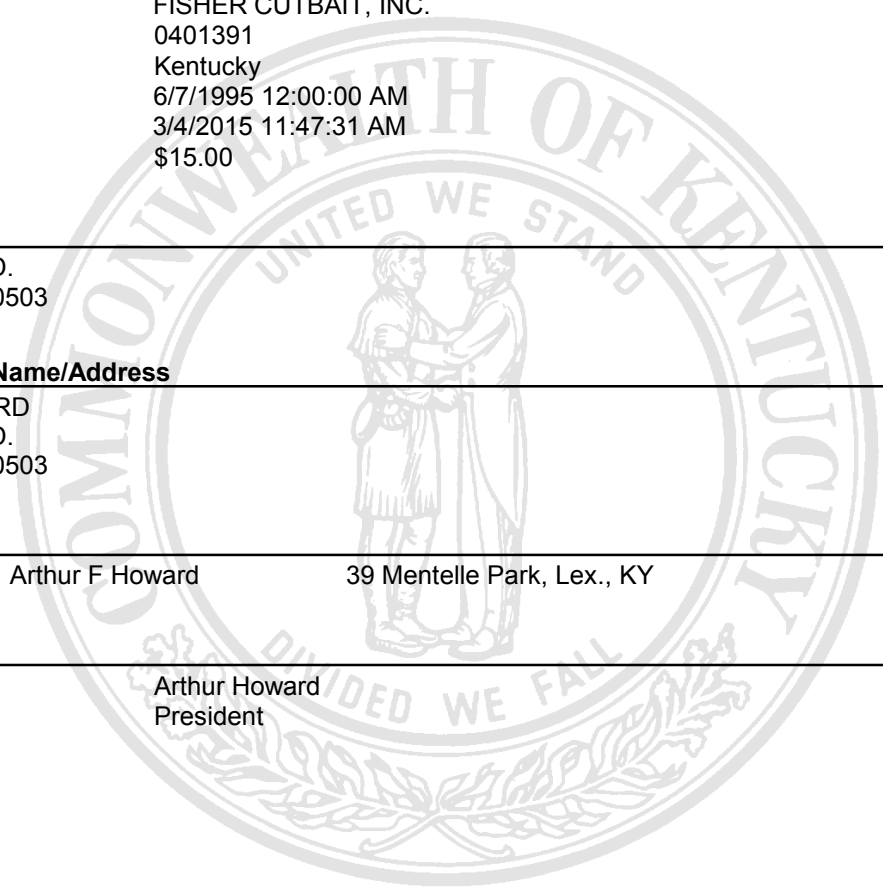 FISHER CUTBAIT, INC.
0401391
Kentucky
6/7/1995 12:00:00 AM
3/4/2015 11:47:31 AM
$15.00
COMMONWEALTH OF KENTUCKY
UNITED WE STAND
D.
0503
Name/Address
RD
D.
0503
Arthur F Howard 39 Mentelle Park, Lex., KY
DIVIDED WE FALL
Arthur Howard
President